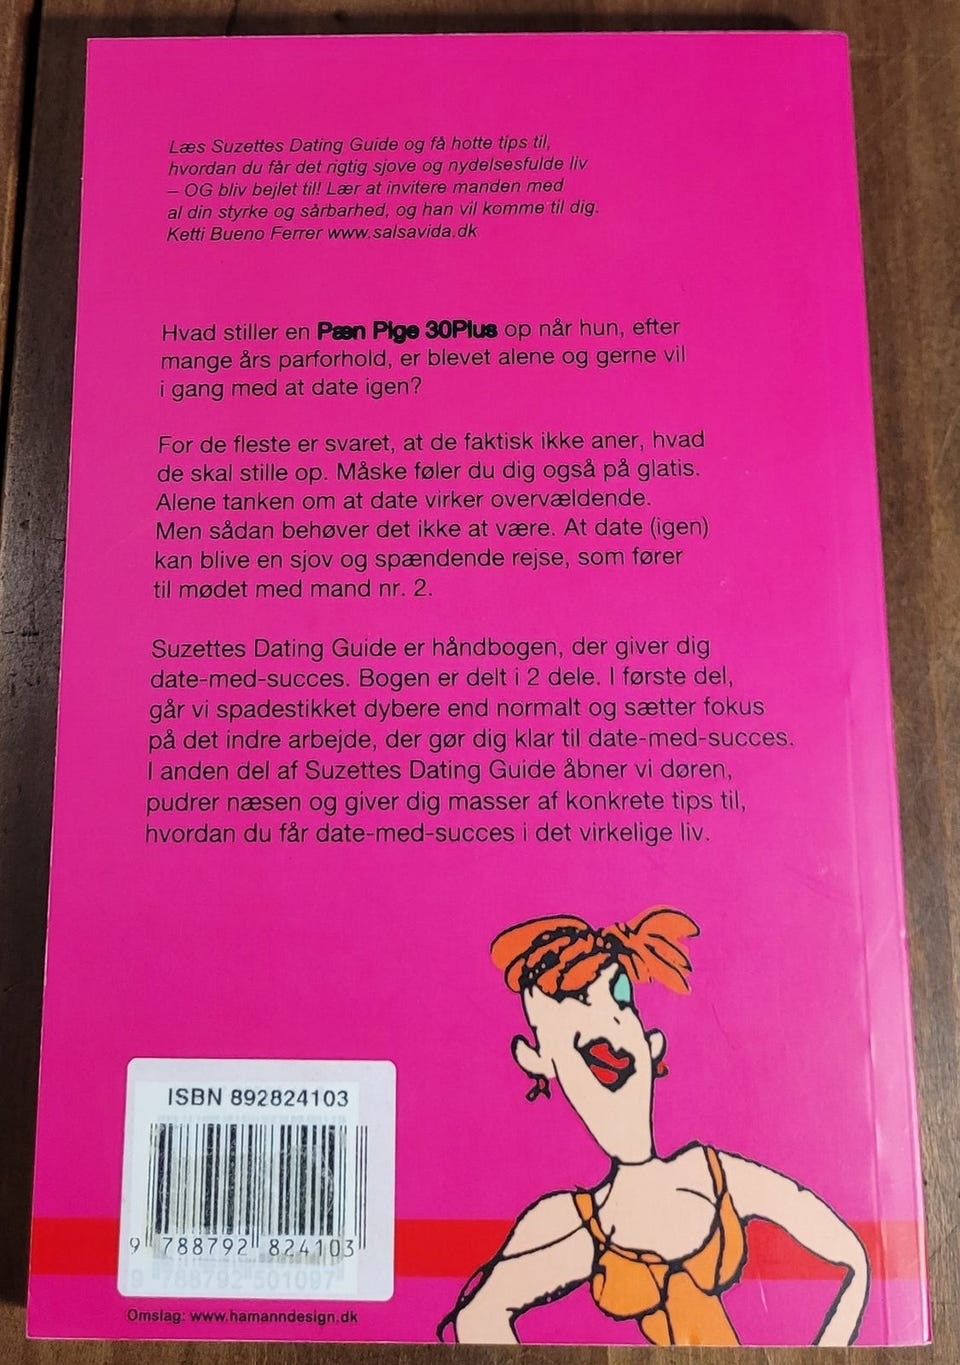 Læs Suzettes Dating Guide og få hotte tips til,
hvordan du får det rigtig sjove og nydelsesfulde liv
– OG bliv bejlet til! Lær at invitere manden med
al din styrke og sårbarhed, og han vil komme til dig.
Ketti Bueno Ferrer www.salsavida.dk
Hvad stiller en Pæn Pige 30Plus op når hun, efter
mange års parforhold, er blevet alene og gerne vil
i gang med at date igen?
For de fleste er svaret, at de faktisk ikke aner, hvad
de skal stille op. Måske føler du dig også på glatis.
Alene tanken om at date virker overvældende.
Men sådan behøver det ikke at være. At date (igen)
kan blive en sjov og spændende rejse, som fører
til mødet med mand nr. 2.
Suzettes Dating Guide er håndbogen, der giver dig
date-med-succes. Bogen er delt i 2 dele. I første del,
går vi spadestikket dybere end normalt og sætter fokus
på det indre arbejde, der gør dig klar til date-med-succes.
I anden del af Suzettes Dating Guide åbner vi døren,
pudrer næsen og giver dig masser af konkrete tips til,
hvordan du får date-med-succes i det virkelige liv.
ISBN 892824103
9 788792 824103
9 788792 501097
Omslag: www.hamanndesign.dk